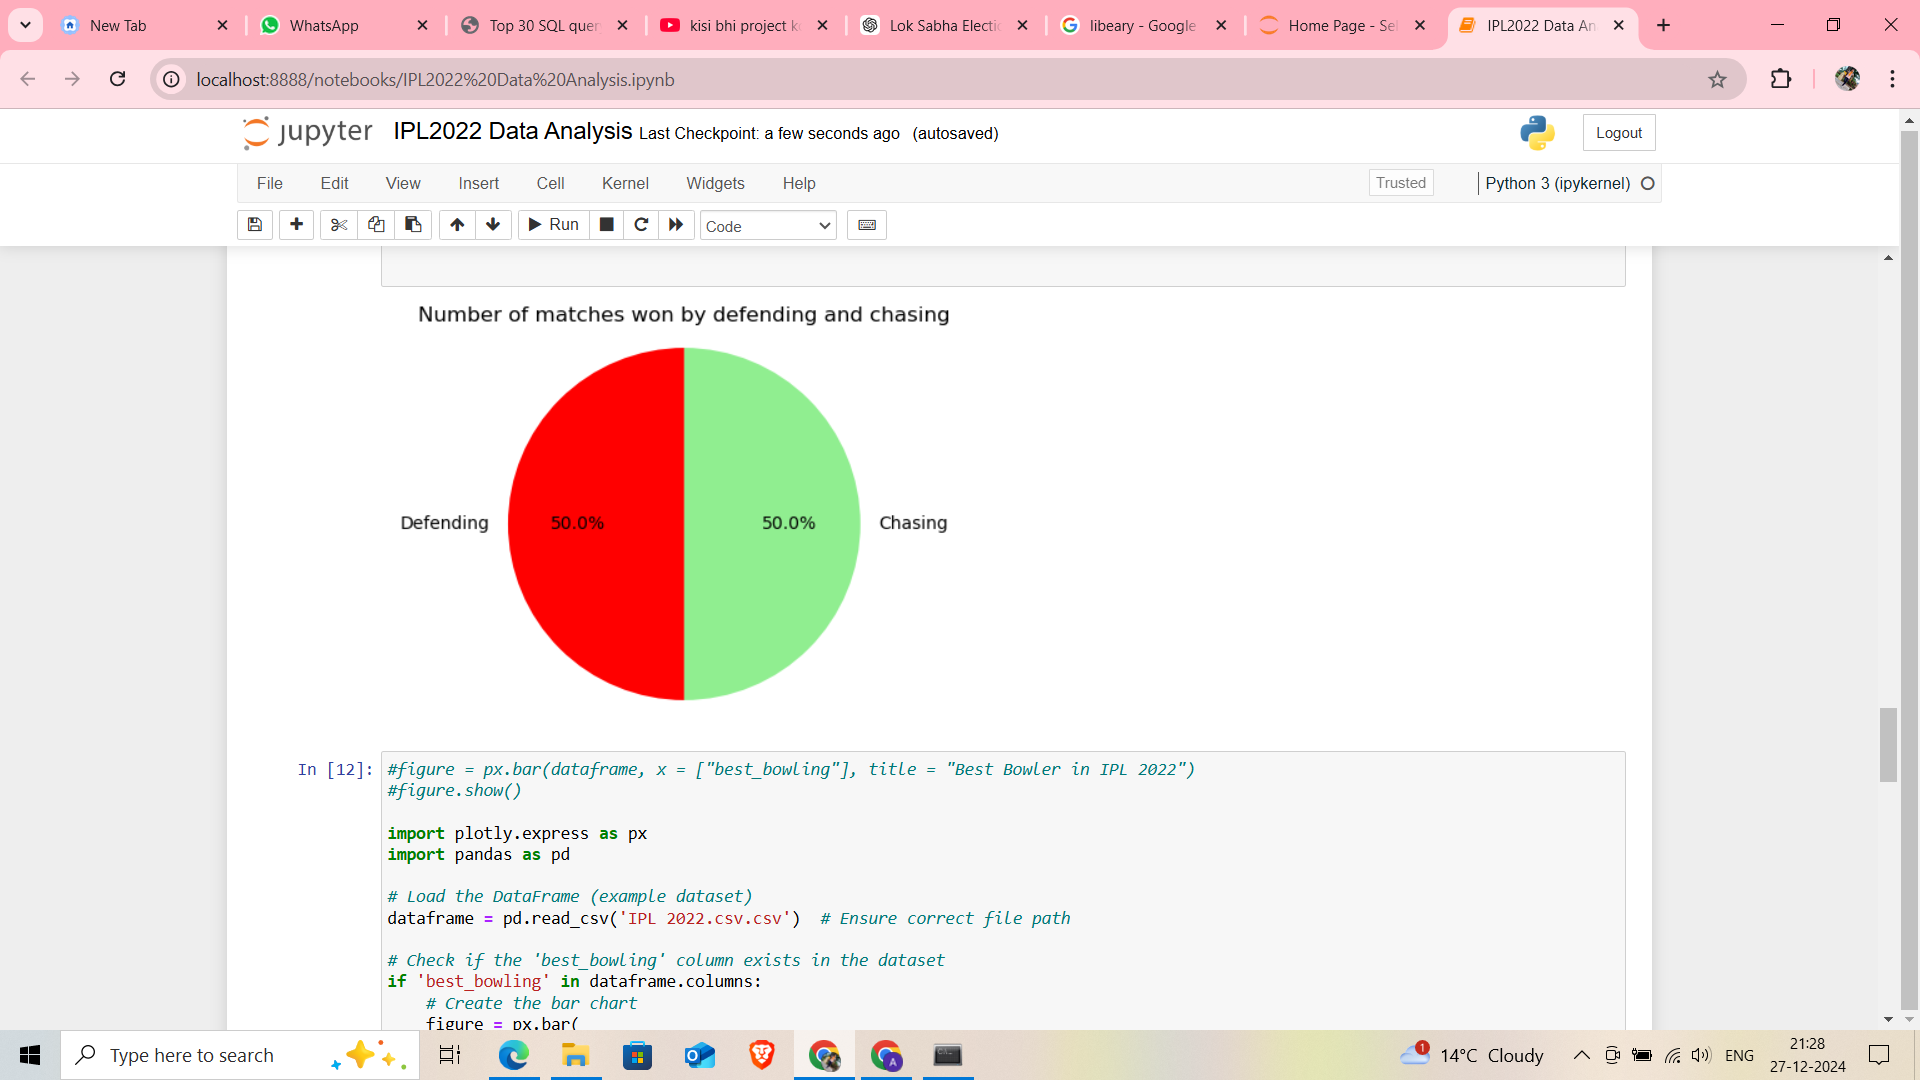 New Tab
WhatsApp
Top 30 SQL quer
kisi bhi project k
Lok Sabha Electi
libeary - Google
Home Page - Sel
IPL2022 Data An
localhost:8888/notebooks/IPL2022%20Data%20Analysis.ipynb
jupyter IPL2022 Data Analysis Last Checkpoint: a few seconds ago (autosaved)
Logout
File Edit View Insert Cell Kernel Widgets Help
Trusted
Python 3 (ipykernel)
Run
Code
Number of matches won by defending and chasing
Defending 50.0% 50.0% Chasing
In [12]: #figure = px.bar(dataframe, x = ["best_bowling"], title = "Best Bowler in IPL 2022")
#figure.show()
import plotly.express as px
import pandas as pd
# Load the DataFrame (example dataset)
dataframe = pd.read_csv('IPL 2022.csv.csv')  # Ensure correct file path
# Check if the 'best_bowling' column exists in the dataset
if 'best_bowling' in dataframe.columns:
    # Create the bar chart
    figure = px.bar(
Type here to search
1
14°C Cloudy
ENG
21:28
27-12-2024